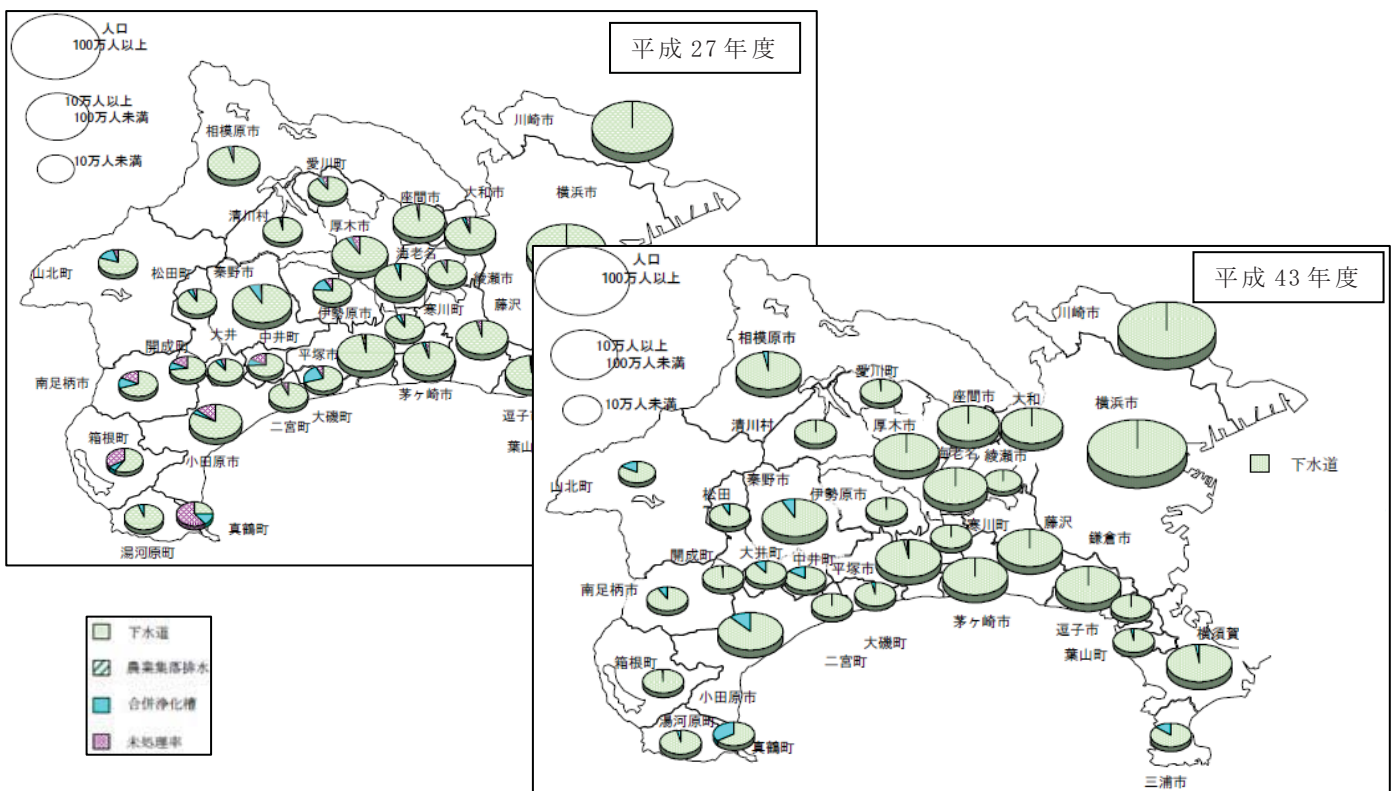 平成27年度
人口
100万人以上
10万人以上
100万人未満
10万人未満
川崎市
相模原市
愛川町
座間市
大和市
横浜市
清川村
厚木市
海老名
山北町
松田町
秦野市
綾瀬市
伊勢原市
寒川町
藤沢
大井
中井町
開成町
平塚市
南足柄市
茅ヶ崎市
大磯町
二宮町
逗子市
葉山
箱根町
小田原市
真鶴町
湯河原町
平成43年度
人口
100万人以上
10万人以上
100万人未満
10万人未満
川崎市
相模原市
愛川町
座間市
大和
横浜市
清川村
厚木市
海老名
綾瀬市
下水道
山北町
秦野市
伊勢原市
松田
寒川町
藤沢
鎌倉市
開成町
大井町
中井町
平塚市
南足柄市
茅ヶ崎市
逗子市
横須賀
大磯町
葉山町
二宮町
箱根町
小田原市
湯河原町
真鶴町
三浦市
下水道
農業集落排水
合併浄化槽
未処理率